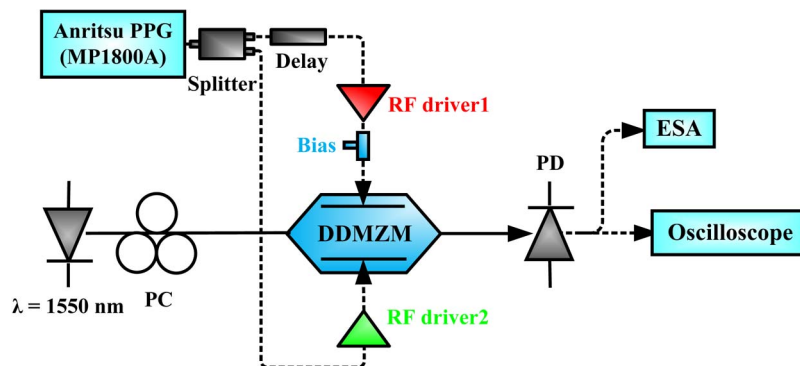 Anritsu PPG
(MP1800A)
Splitter
Delay
RF driver1
Bias
ESA
PD
DDMZM
Oscilloscope
PC
λ = 1550 nm
RF driver2